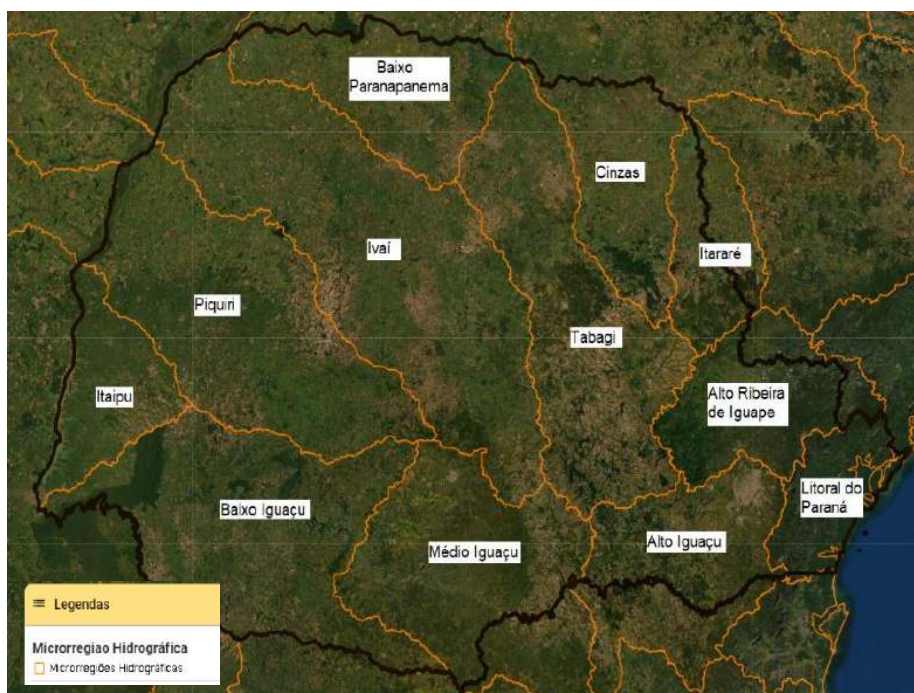 Baixo
Paranapanema
Cinzas
Ivaí
Itararé
Piquiri
Tabagi
Itaipu
Alto Ribeira
de Iguape
Baixo Iguaçu
Litoral do
Paraná
Médio Iguaçu
Alto Iguaçu
Legendas
Microrregiao Hidrográfica
Microrregiões Hidrográficas